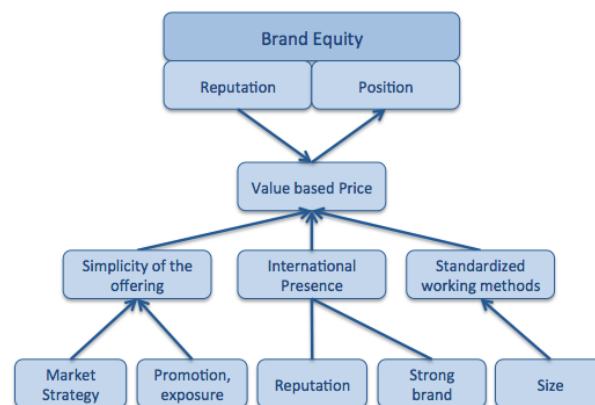 Brand Equity
Reputation
Position
Value based Price
Simplicity of the
offering
International
Presence
Standardized
working methods
Market
Strategy
Promotion,
exposure
Reputation
Strong
brand
Size